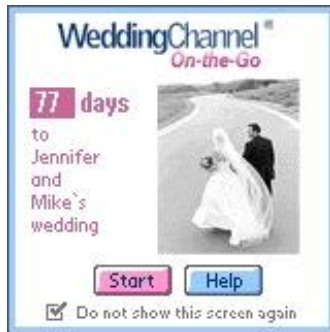 WeddingChannel®
On-the-Go
77 days
to
Jennifer
and
Mike`s
wedding
Start Help
Do not show this screen again